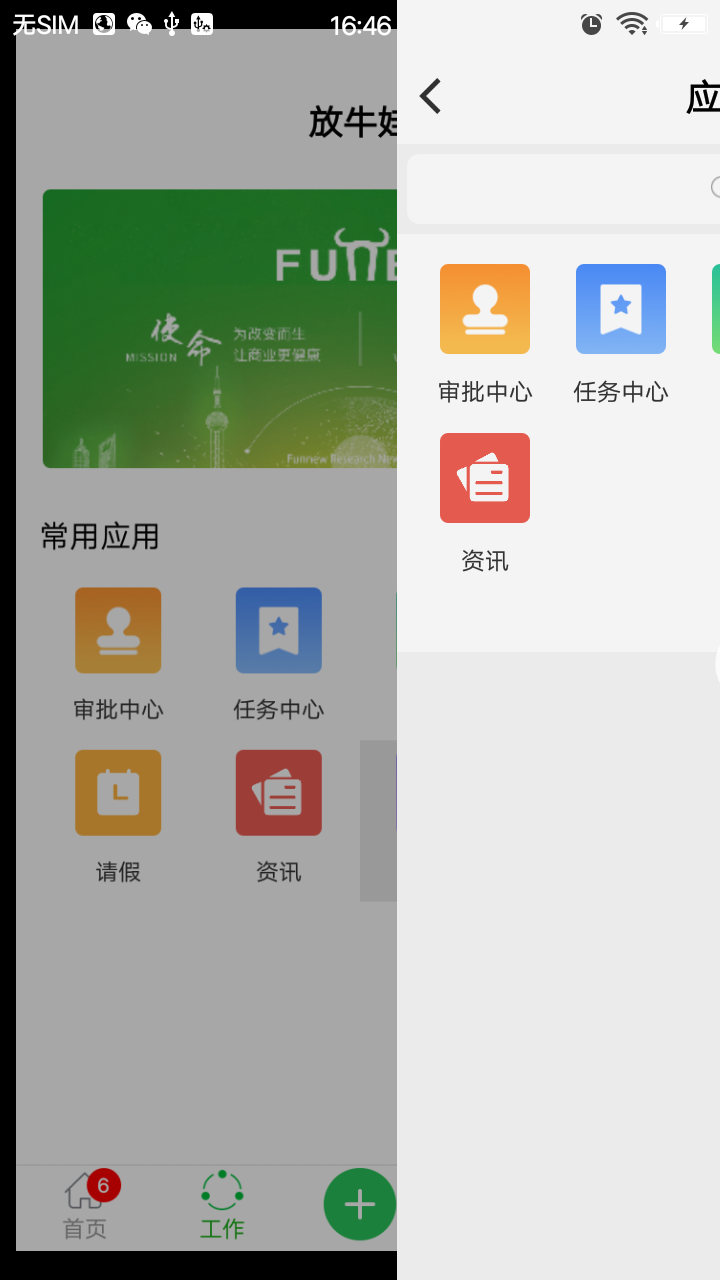 无SIM 16:46
放牛娃
FUNNE
使命
MISSION
为改变而生
让商业更健康
Funnew Research New
常用应用
审批中心 任务中心
请假 资讯
6
首页 工作
应
审批中心 任务中心
资讯